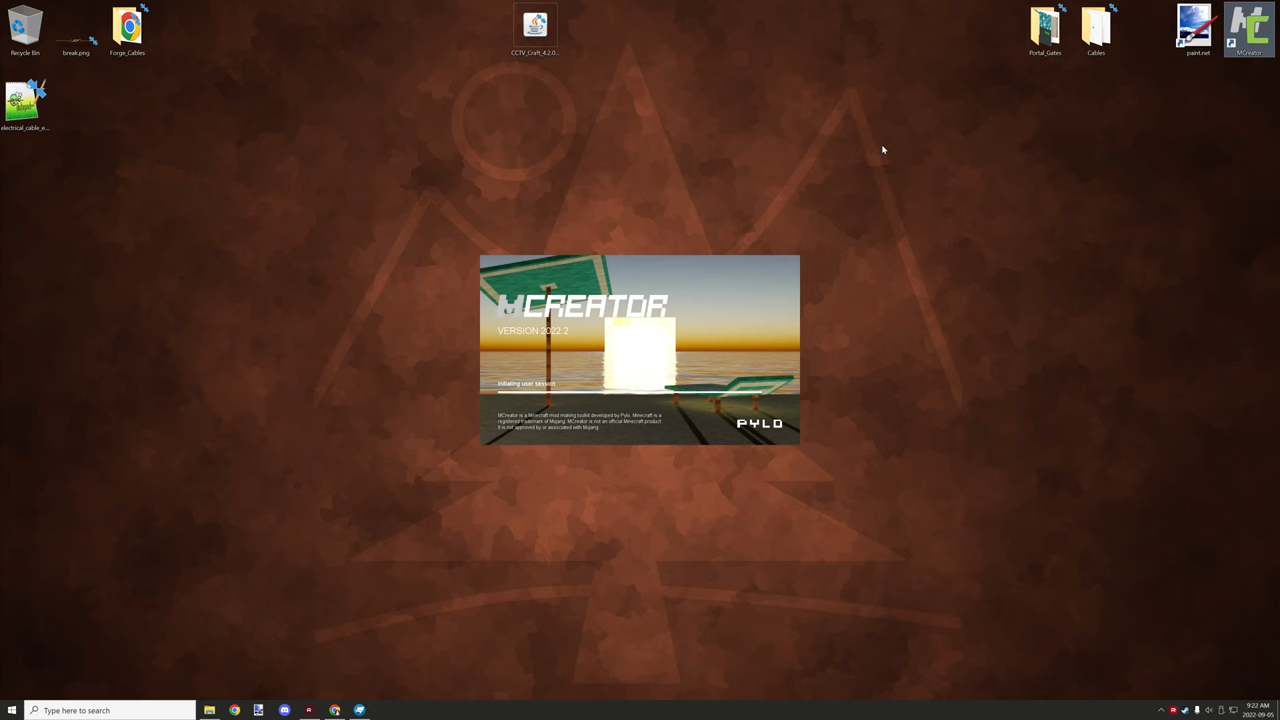 Recycle Bin
break.png
Forge_Cables
CCTV_Craft_4.2.0...
Portal_Gates
Cables
paint.net
MCreator
electrical_cable_e...
MCREATOR
VERSION 2022.2
Initiating user session
MCreator is a Minecraft mod making toolkit developed by Pylo. Minecraft is a
registered trademark of Mojang. MCreator is not an official Minecraft product.
It is not approved by or associated with Mojang.
PYLO
Type here to search
9:22 AM
2022-09-05